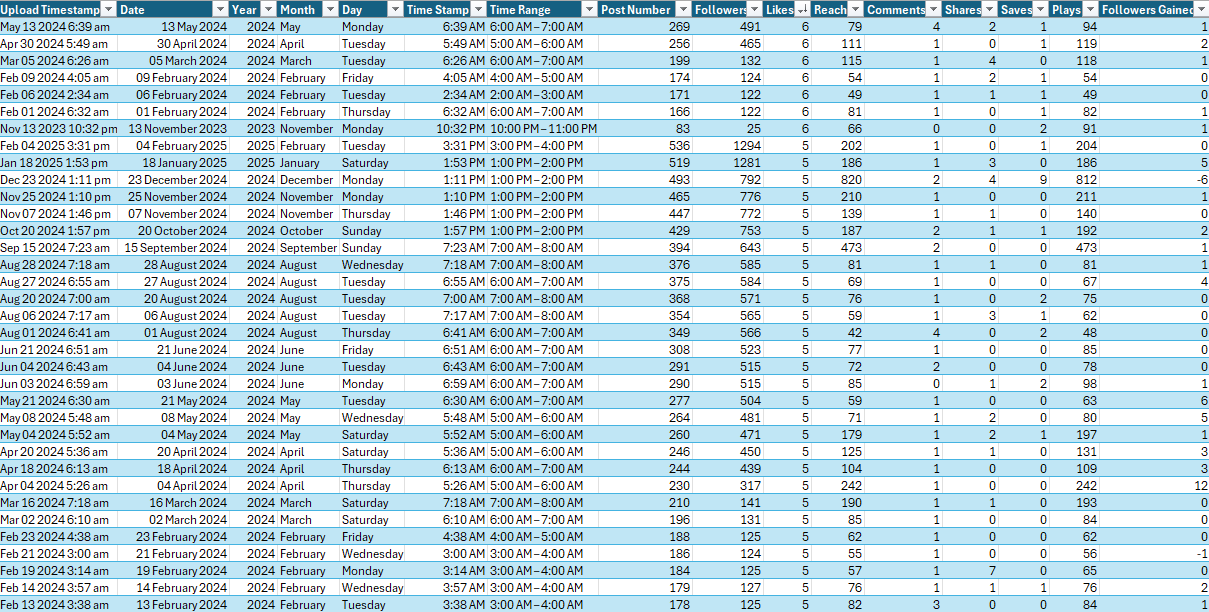 Upload Timestamp Date Year Month Day Time Stamp Time Range Post Number Followers Likes Reach Comments Shares Saves Plays Followers Gained
May 13 2024 6:39 am 13 May 2024 2024 May Monday 6:39 AM 6:00 AM – 7:00 AM 269 491 6 79 4 2 1 94 1
Apr 30 2024 5:49 am 30 April 2024 2024 April Tuesday 5:49 AM 5:00 AM – 6:00 AM 256 465 6 111 1 0 1 119 2
Mar 05 2024 6:26 am 05 March 2024 2024 March Tuesday 6:26 AM 6:00 AM – 7:00 AM 199 132 6 115 1 4 0 118 1
Feb 09 2024 4:05 am 09 February 2024 2024 February Friday 4:05 AM 4:00 AM – 5:00 AM 174 124 6 54 1 2 1 54 0
Feb 06 2024 2:34 am 06 February 2024 2024 February Tuesday 2:34 AM 2:00 AM – 3:00 AM 171 122 6 49 1 1 1 49 0
Feb 01 2024 6:32 am 01 February 2024 2024 February Thursday 6:32 AM 6:00 AM – 7:00 AM 166 122 6 81 1 0 1 82 1
Nov 13 2023 10:32 pm 13 November 2023 2023 November Monday 10:32 PM 10:00 PM – 11:00 PM 83 25 6 66 0 0 2 91 1
Feb 04 2025 3:31 pm 04 February 2025 2025 February Tuesday 3:31 PM 3:00 PM – 4:00 PM 536 1294 5 202 1 0 1 204 0
Jan 18 2025 1:53 pm 18 January 2025 2025 January Saturday 1:53 PM 1:00 PM – 2:00 PM 519 1281 5 186 1 3 0 186 5
Dec 23 2024 1:11 pm 23 December 2024 2024 December Monday 1:11 PM 1:00 PM – 2:00 PM 493 792 5 820 2 4 9 812 -6
Nov 25 2024 1:10 pm 25 November 2024 2024 November Monday 1:10 PM 1:00 PM – 2:00 PM 465 776 5 210 1 0 0 211 1
Nov 07 2024 1:46 pm 07 November 2024 2024 November Thursday 1:46 PM 1:00 PM – 2:00 PM 447 772 5 139 1 1 0 140 0
Oct 20 2024 1:57 pm 20 October 2024 2024 October Sunday 1:57 PM 1:00 PM – 2:00 PM 429 753 5 187 2 1 1 192 2
Sep 15 2024 7:23 am 15 September 2024 2024 September Sunday 7:23 AM 7:00 AM – 8:00 AM 394 643 5 473 2 0 0 473 1
Aug 28 2024 7:18 am 28 August 2024 2024 August Wednesday 7:18 AM 7:00 AM – 8:00 AM 376 585 5 81 1 1 0 81 1
Aug 27 2024 6:55 am 27 August 2024 2024 August Tuesday 6:55 AM 6:00 AM – 7:00 AM 375 584 5 69 1 0 0 67 4
Aug 20 2024 7:00 am 20 August 2024 2024 August Tuesday 7:00 AM 7:00 AM – 8:00 AM 368 571 5 76 1 0 2 75 0
Aug 06 2024 7:17 am 06 August 2024 2024 August Tuesday 7:17 AM 7:00 AM – 8:00 AM 354 565 5 59 1 3 1 62 0
Aug 01 2024 6:41 am 01 August 2024 2024 August Thursday 6:41 AM 6:00 AM – 7:00 AM 349 566 5 42 4 0 2 48 0
Jun 21 2024 6:51 am 21 June 2024 2024 June Friday 6:51 AM 6:00 AM – 7:00 AM 308 523 5 77 1 0 0 85 0
Jun 04 2024 6:43 am 04 June 2024 2024 June Tuesday 6:43 AM 6:00 AM – 7:00 AM 291 515 5 72 2 0 0 78 0
Jun 03 2024 6:59 am 03 June 2024 2024 June Monday 6:59 AM 6:00 AM – 7:00 AM 290 515 5 85 0 1 2 98 1
May 21 2024 6:30 am 21 May 2024 2024 May Tuesday 6:30 AM 6:00 AM – 7:00 AM 277 504 5 59 1 0 0 63 6
May 08 2024 5:48 am 08 May 2024 2024 May Wednesday 5:48 AM 5:00 AM – 6:00 AM 264 481 5 71 1 2 0 80 5
May 04 2024 5:52 am 04 May 2024 2024 May Saturday 5:52 AM 5:00 AM – 6:00 AM 260 471 5 179 1 2 1 197 1
Apr 20 2024 5:36 am 20 April 2024 2024 April Saturday 5:36 AM 5:00 AM – 6:00 AM 246 450 5 125 1 1 0 131 3
Apr 18 2024 6:13 am 18 April 2024 2024 April Thursday 6:13 AM 6:00 AM – 7:00 AM 244 439 5 104 1 0 0 109 3
Apr 04 2024 5:26 am 04 April 2024 2024 April Thursday 5:26 AM 5:00 AM – 6:00 AM 230 317 5 242 1 0 0 242 12
Mar 16 2024 7:18 am 16 March 2024 2024 March Saturday 7:18 AM 7:00 AM – 8:00 AM 210 141 5 190 1 1 0 193 0
Mar 02 2024 6:10 am 02 March 2024 2024 March Saturday 6:10 AM 6:00 AM – 7:00 AM 196 131 5 85 1 0 0 84 0
Feb 23 2024 4:38 am 23 February 2024 2024 February Friday 4:38 AM 4:00 AM – 5:00 AM 188 125 5 62 1 0 0 62 0
Feb 21 2024 3:00 am 21 February 2024 2024 February Wednesday 3:00 AM 3:00 AM – 4:00 AM 186 124 5 55 1 0 0 56 -1
Feb 19 2024 3:14 am 19 February 2024 2024 February Monday 3:14 AM 3:00 AM – 4:00 AM 184 125 5 57 1 7 0 65 0
Feb 14 2024 3:57 am 14 February 2024 2024 February Wednesday 3:57 AM 3:00 AM – 4:00 AM 179 127 5 76 1 1 1 76 2
Feb 13 2024 3:38 am 13 February 2024 2024 February Tuesday 3:38 AM 3:00 AM – 4:00 AM 178 125 5 82 3 0 0 84 1